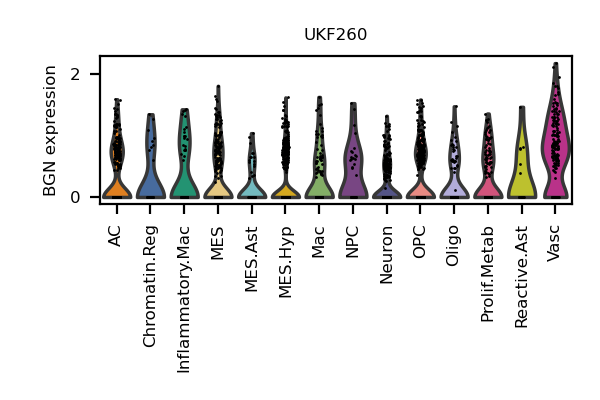 UKF260
BGN expression
2
0
AC
Chromatin.Reg
Inflammatory.Mac
MES
MES.Ast
MES.Hyp
Mac
NPC
Neuron
OPC
Oligo
Prolif.Metab
Reactive.Ast
Vasc